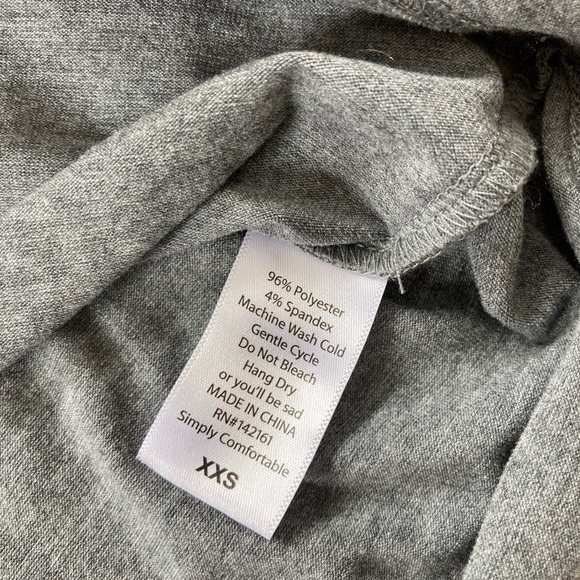 96% Polyester
4% Spandex
Machine Wash Cold
Gentle Cycle
Do Not Bleach
Hang Dry
or you'll be sad
MADE IN CHINA
RN#142161
Simply Comfortable
XXS